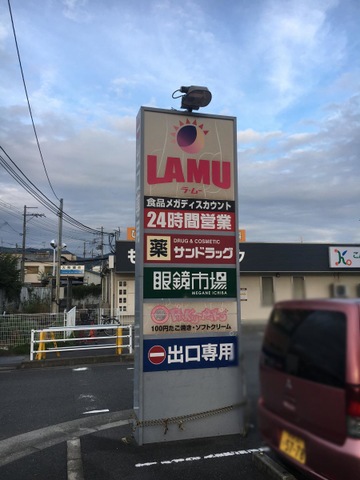 LAMU
ラ・ムー
食品メガディスカウント
24時間営業
薬
DRUG & COSMETIC
サンドラッグ
眼鏡市場
MEGANE ICHIBA
100円たこ焼き・ソフトクリーム
出口専用